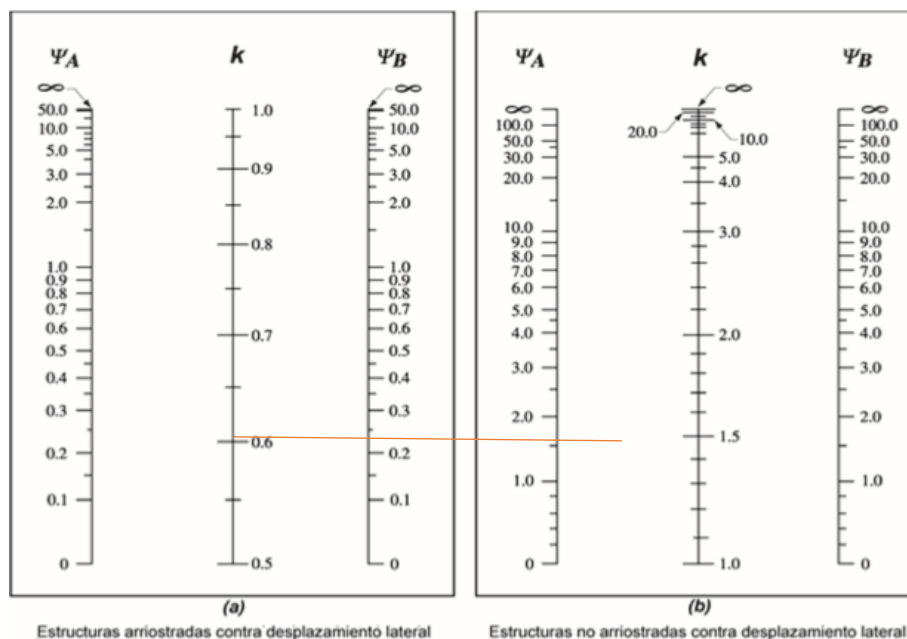 Ψ_A k Ψ_B
∞ ∞
50.0 1.0 50.0
10.0 10.0
5.0 0.9 5.0
3.0 3.0
2.0 2.0
0.8
1.0 1.0
0.9 0.9
0.8 0.8
0.7 0.7
0.6 0.7 0.6
0.5 0.5
0.4 0.4
0.3 0.3
0.2 0.6 0.2
0.1 0.1
0 0.5 0
(a)
Estructuras arriostradas contra desplazamiento lateral
Ψ_A k Ψ_B
∞ ∞ ∞
100.0 20.0 10.0 100.0
50.0 50.0
30.0 5.0 30.0
20.0 4.0 20.0
10.0 3.0 10.0
9.0 9.0
8.0 8.0
7.0 7.0
6.0 6.0
5.0 5.0
4.0 2.0 4.0
3.0 3.0
2.0 2.0
1.5
1.0 1.0
0 1.0 0
(b)
Estructuras no arriostradas contra desplazamiento lateral